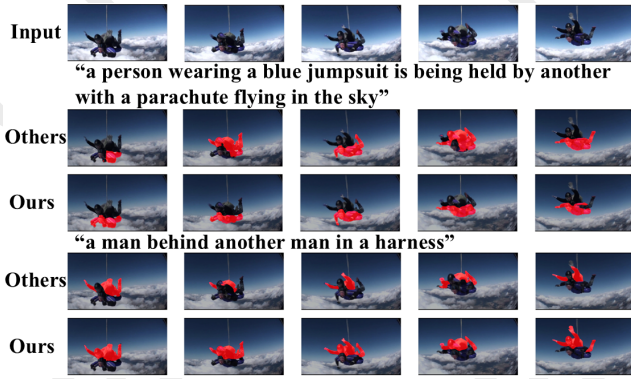 Input
“a person wearing a blue jumpsuit is being held by another
with a parachute flying in the sky”
Others
Ours
“a man behind another man in a harness”
Others
Ours